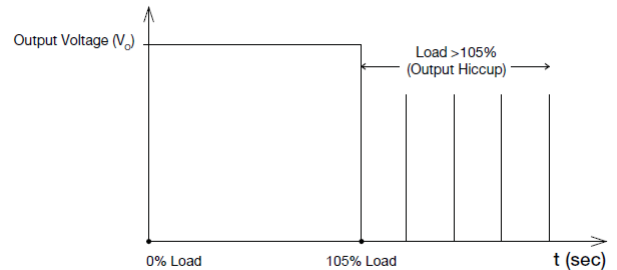 Output Voltage (Vo)
Load >105%
(Output Hiccup)
0% Load
105% Load
t (sec)